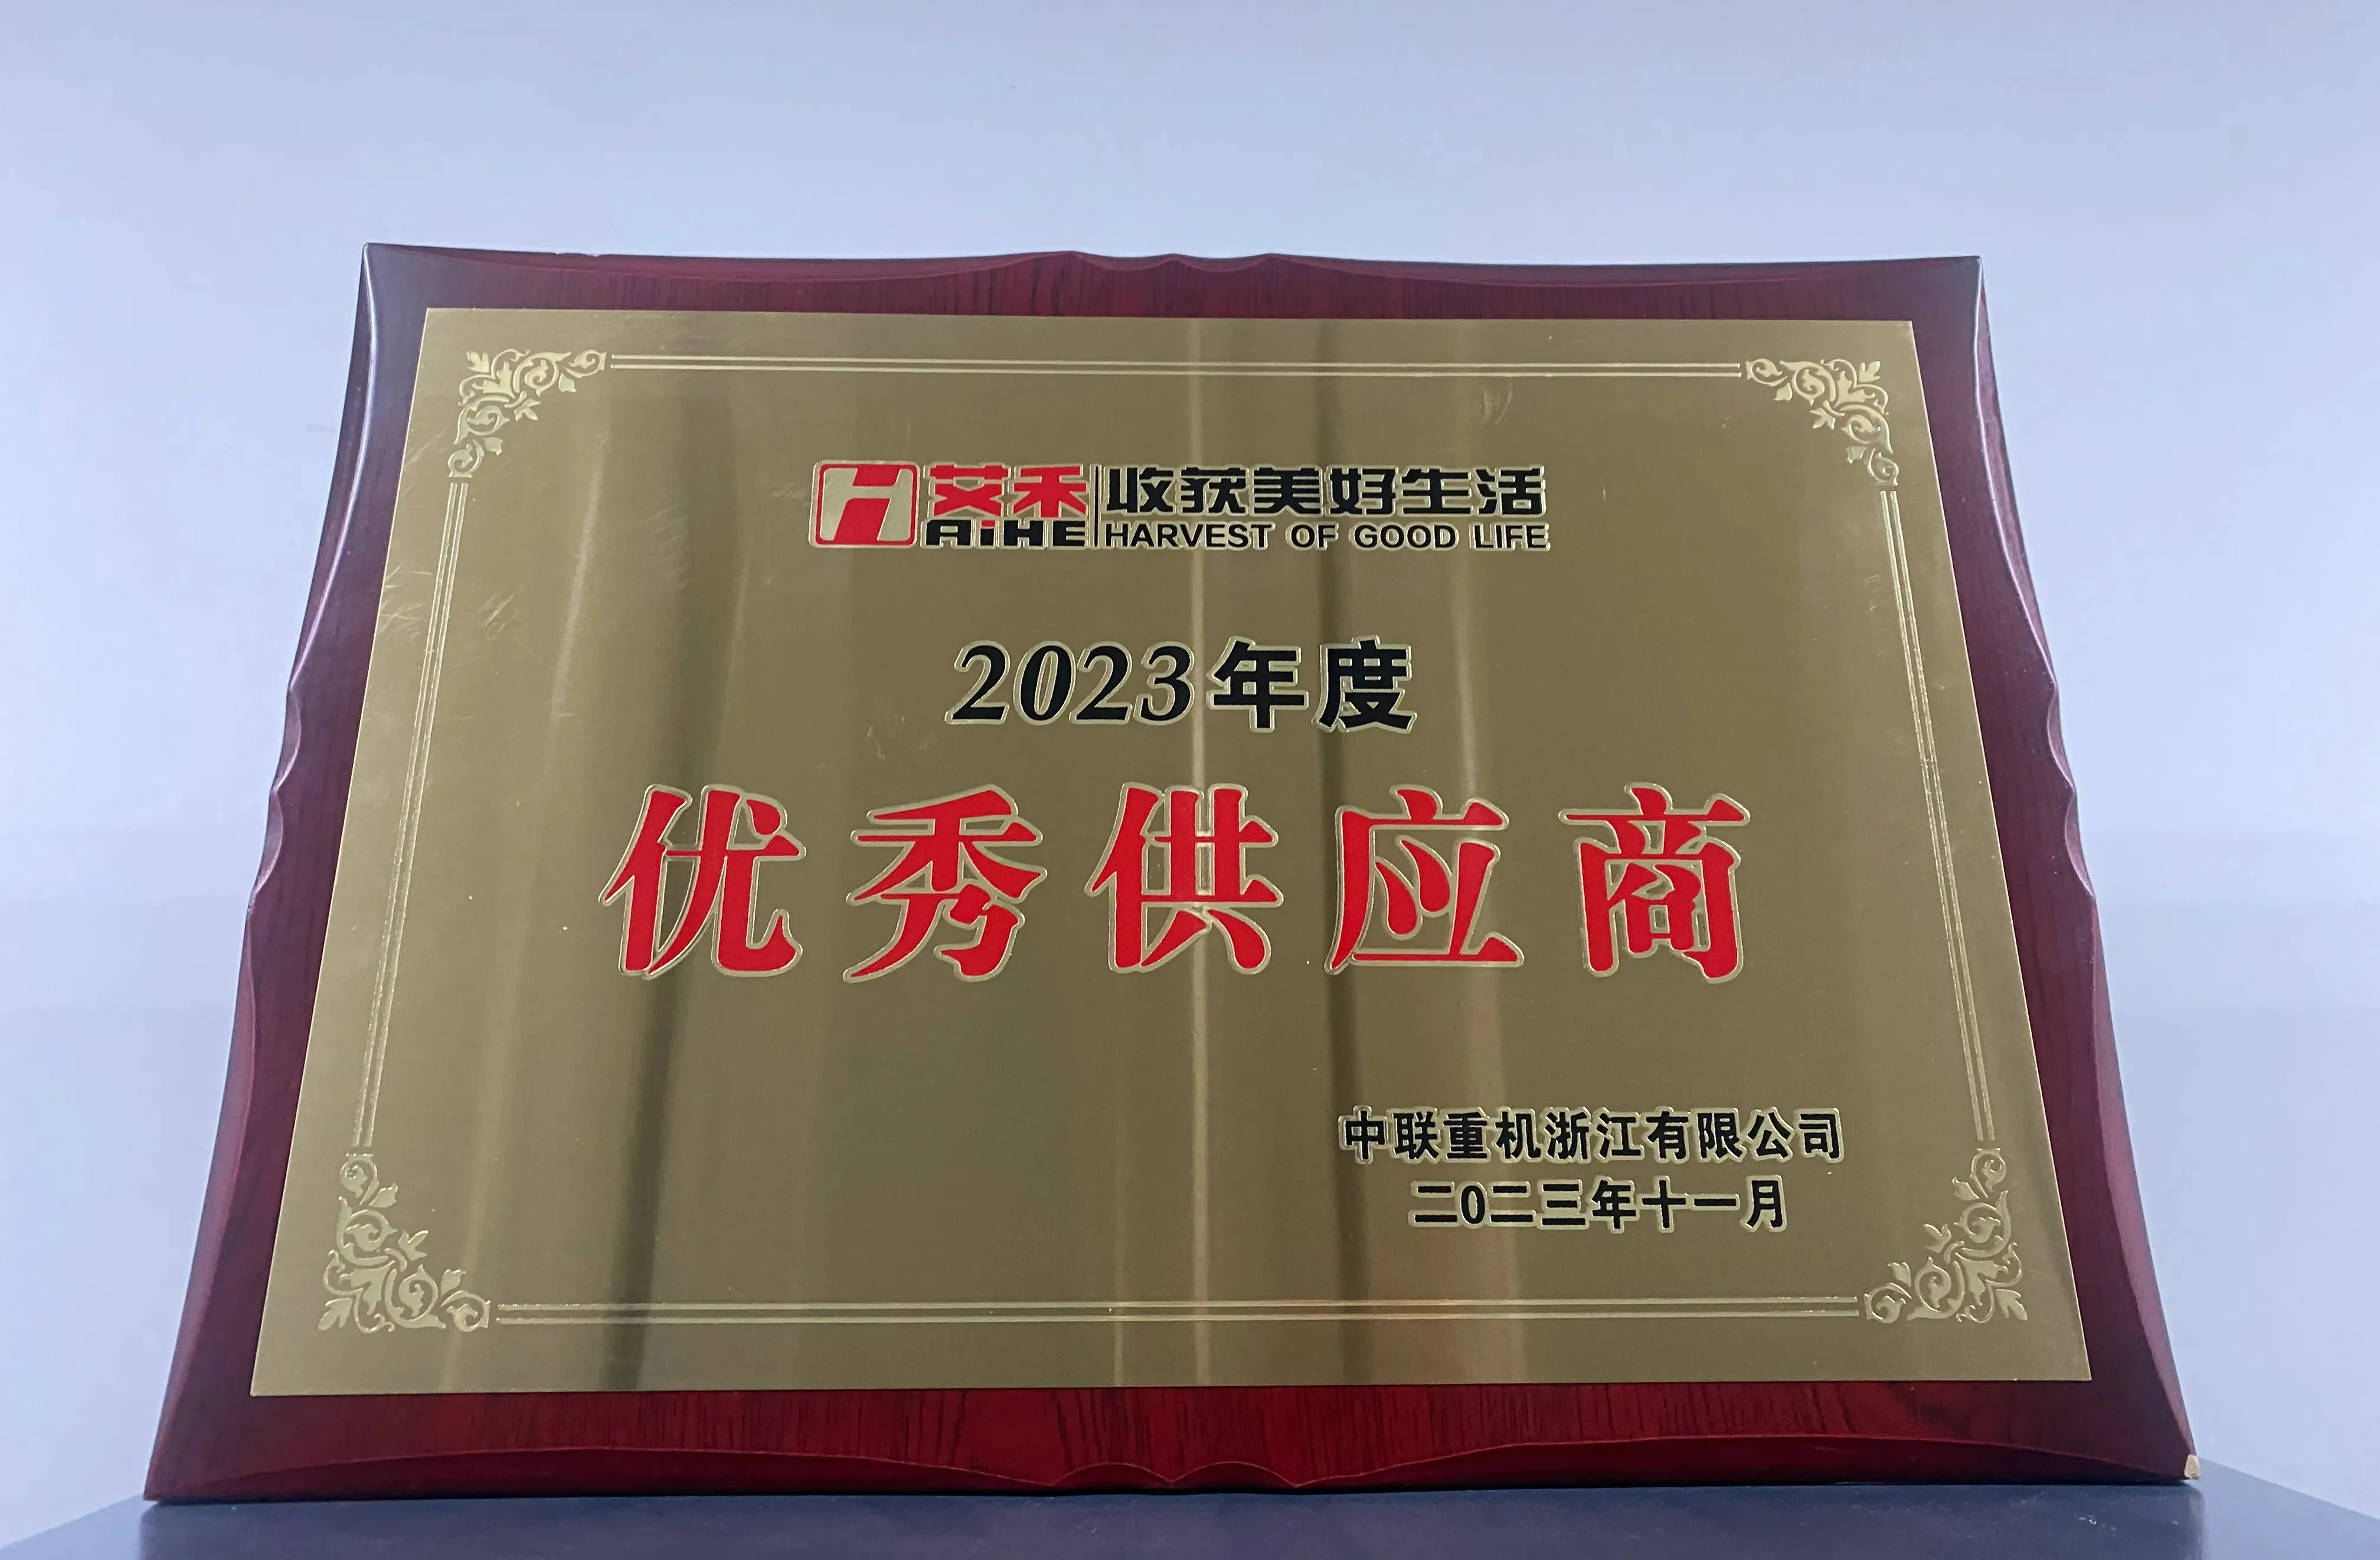 艾禾 收获美好生活
AiHE HARVEST OF GOOD LIFE
2023年度
优秀供应商
中联重机浙江有限公司
二0二三年十一月